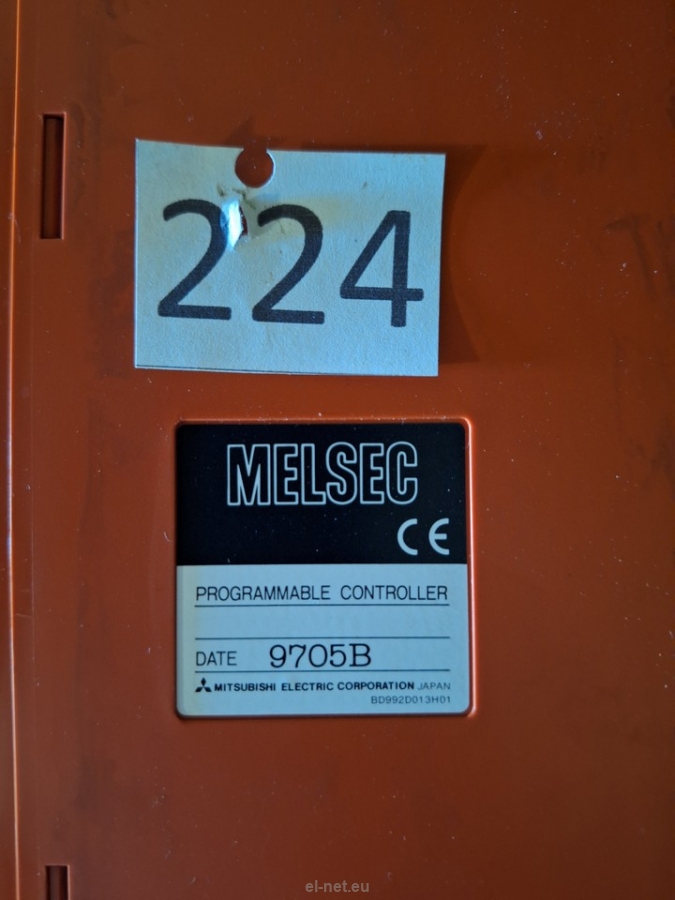 224
MELSEC
CE
PROGRAMMABLE CONTROLLER
DATE 9705B
MITSUBISHI ELECTRIC CORPORATION JAPAN
BD992D013H01
el-net.eu